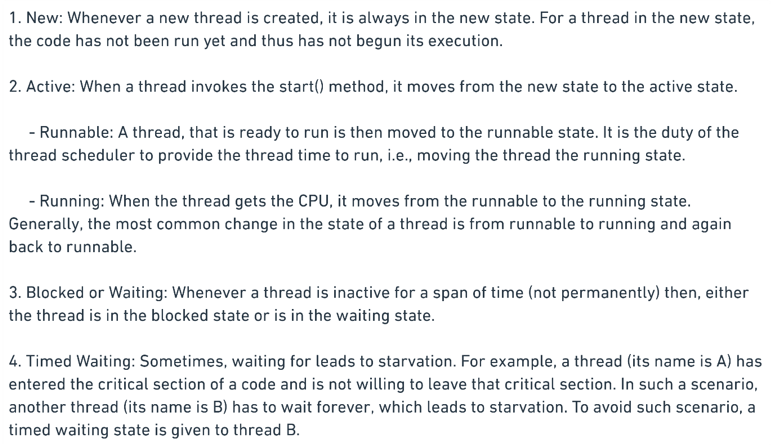 1. New: Whenever a new thread is created, it is always in the new state. For a thread in the new state,
the code has not been run yet and thus has not begun its execution.
2. Active: When a thread invokes the start() method, it moves from the new state to the active state.
- Runnable: A thread, that is ready to run is then moved to the runnable state. It is the duty of the
thread scheduler to provide the thread time to run, i.e., moving the thread the running state.
- Running: When the thread gets the CPU, it moves from the runnable to the running state.
Generally, the most common change in the state of a thread is from runnable to running and again
back to runnable.
3. Blocked or Waiting: Whenever a thread is inactive for a span of time (not permanently) then, either
the thread is in the blocked state or is in the waiting state.
4. Timed Waiting: Sometimes, waiting for leads to starvation. For example, a thread (its name is A) has
entered the critical section of a code and is not willing to leave that critical section. In such a scenario,
another thread (its name is B) has to wait forever, which leads to starvation. To avoid such scenario, a
timed waiting state is given to thread B.